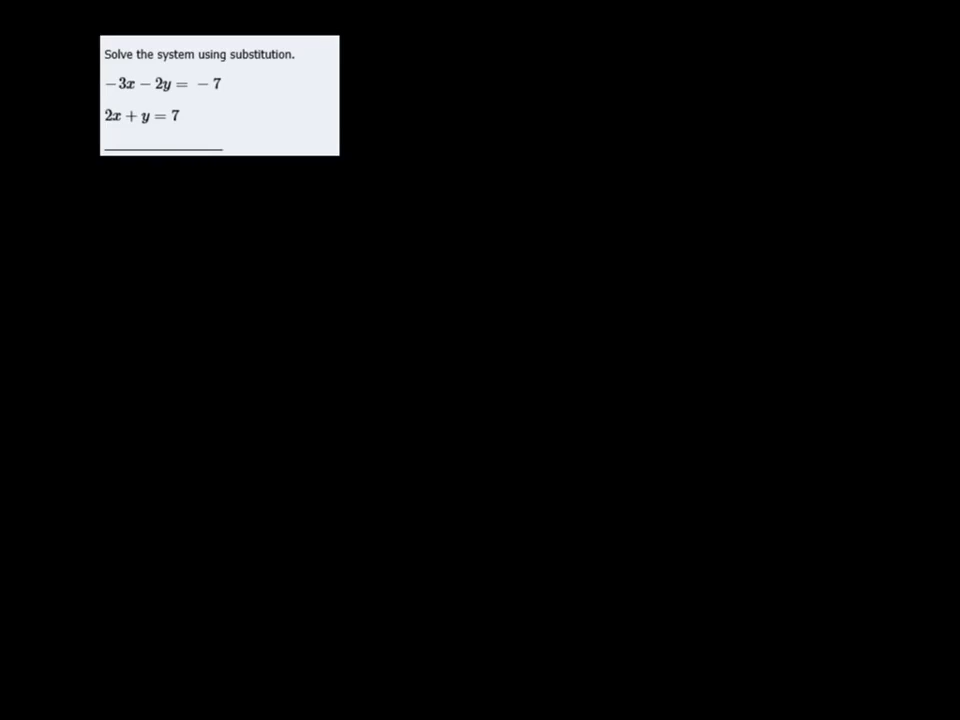 Solve the system using substitution.
−3x − 2y = − 7
2x + y = 7